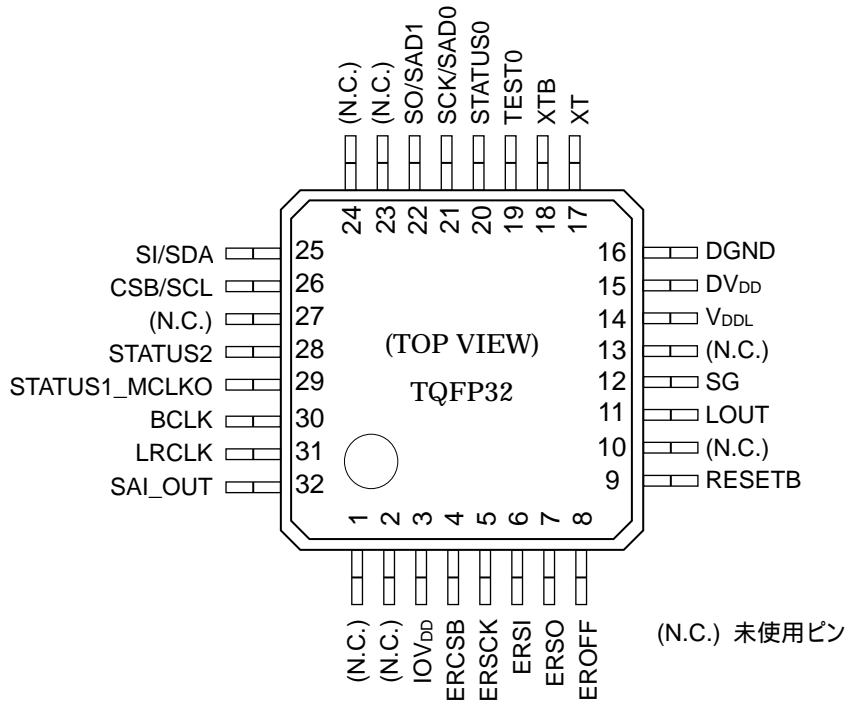 (N.C.)
(N.C.)
SO/SAD1
SCK/SAD0
STATUS0
TEST0
XTB
XT
24
23
22
21
20
19
18
17
SI/SDA 25
CSB/SCL 26
(N.C.) 27
STATUS2 28
STATUS1_MCLKO 29
BCLK 30
LRCLK 31
SAI_OUT 32
(TOP VIEW)
TQFP32
16 DGND
15 DVDD
14 VDDL
13 (N.C.)
12 SG
11 LOUT
10 (N.C.)
9 RESETB
1
2
3
4
5
6
7
8
(N.C.)
(N.C.)
IOVDD
ERCSB
ERSCK
ERSI
ERSO
EROFF
(N.C.) 未使用ピン